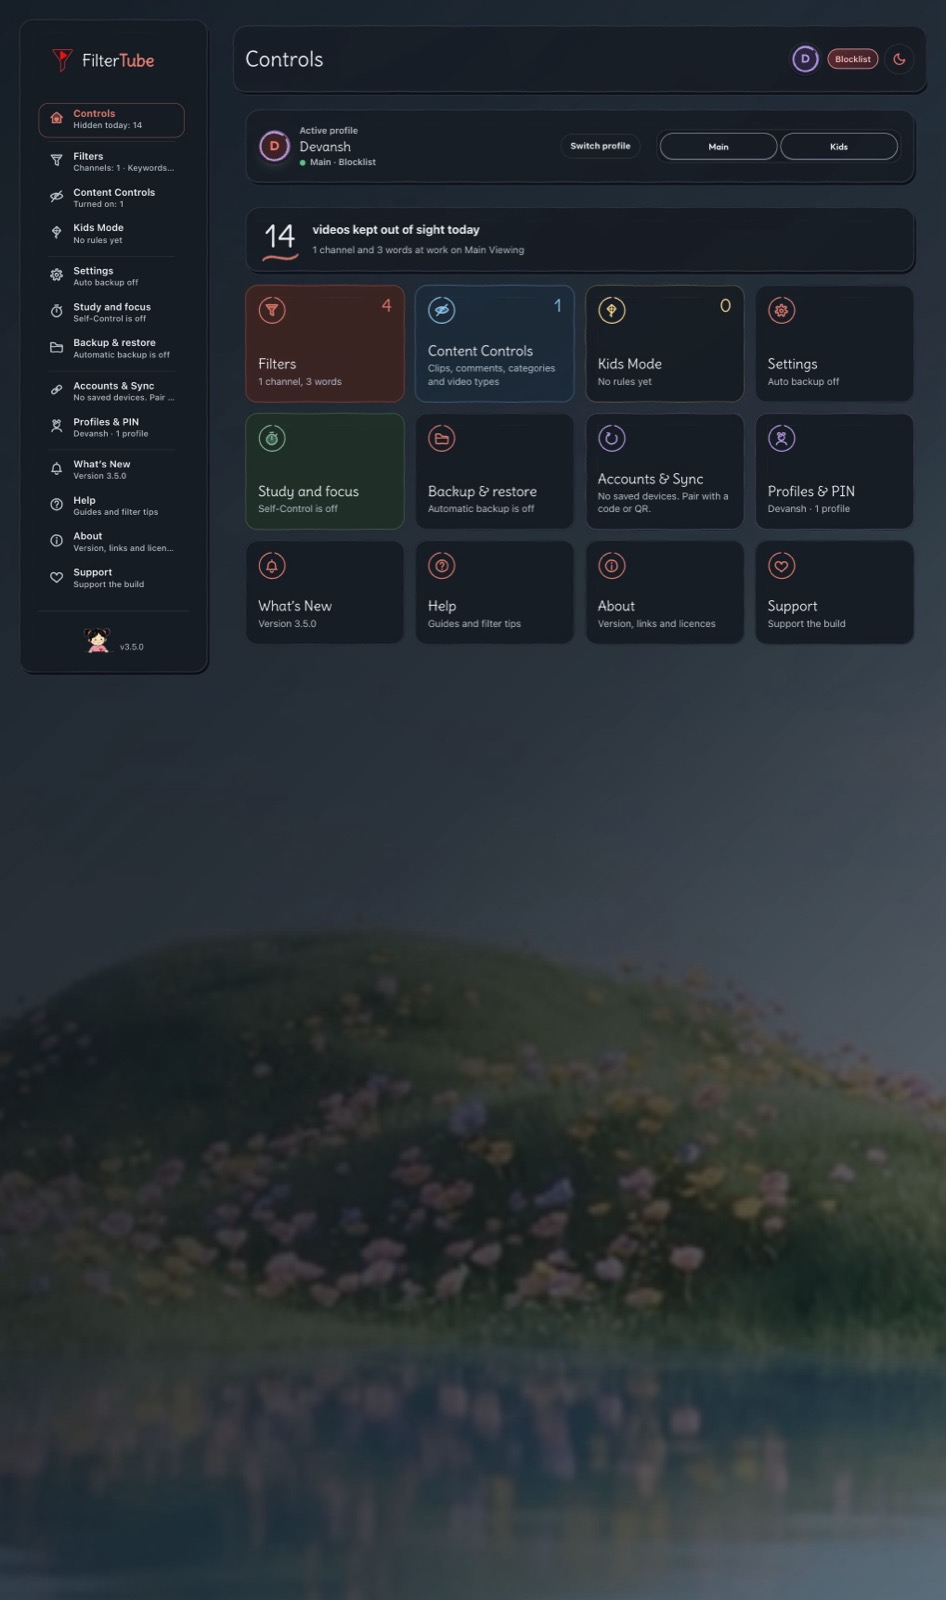 FilterTube
Controls
Hidden today: 14
Filters
Channels: 1 · Keywords...
Content Controls
Turned on: 1
Kids Mode
No rules yet
Settings
Auto backup off
Study and focus
Self-Control is off
Backup & restore
Automatic backup is off
Accounts & Sync
No saved devices. Pair ...
Profiles & PIN
Devansh · 1 profile
What's New
Version 3.5.0
Help
Guides and filter tips
About
Version, links and licen...
Support
Support the build
v3.5.0
Controls
D
Blocklist
D
Active profile
Devansh
Main · Blocklist
Switch profile
Main
Kids
14
videos kept out of sight today
1 channel and 3 words at work on Main Viewing
4
Filters
1 channel, 3 words
1
Content Controls
Clips, comments, categories
and video types
0
Kids Mode
No rules yet
Settings
Auto backup off
Study and focus
Self-Control is off
Backup & restore
Automatic backup is off
Accounts & Sync
No saved devices. Pair with a
code or QR.
Profiles & PIN
Devansh · 1 profile
What's New
Version 3.5.0
Help
Guides and filter tips
About
Version, links and licences
Support
Support the build